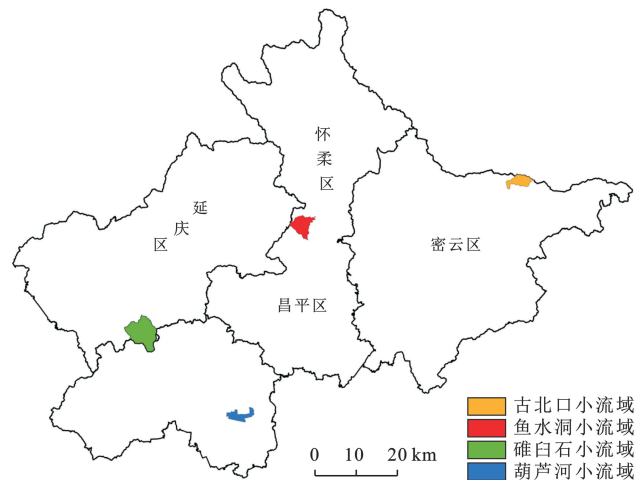 怀柔区
延庆区
密云区
昌平区
古北口小流域
鱼水洞小流域
碓臼石小流域
葫芦河小流域
0 10 20 km